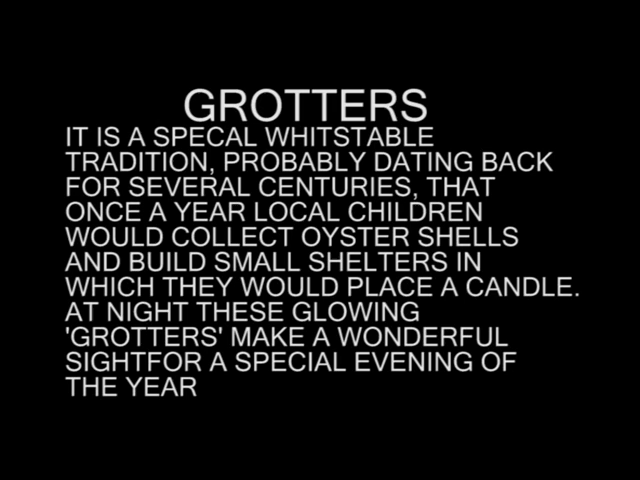 GROTTERS
IT IS A SPECAL WHITSTABLE
TRADITION, PROBABLY DATING BACK
FOR SEVERAL CENTURIES, THAT
ONCE A YEAR LOCAL CHILDREN
WOULD COLLECT OYSTER SHELLS
AND BUILD SMALL SHELTERS IN
WHICH THEY WOULD PLACE A CANDLE.
AT NIGHT THESE GLOWING
'GROTTERS' MAKE A WONDERFUL
SIGHTFOR A SPECIAL EVENING OF
THE YEAR